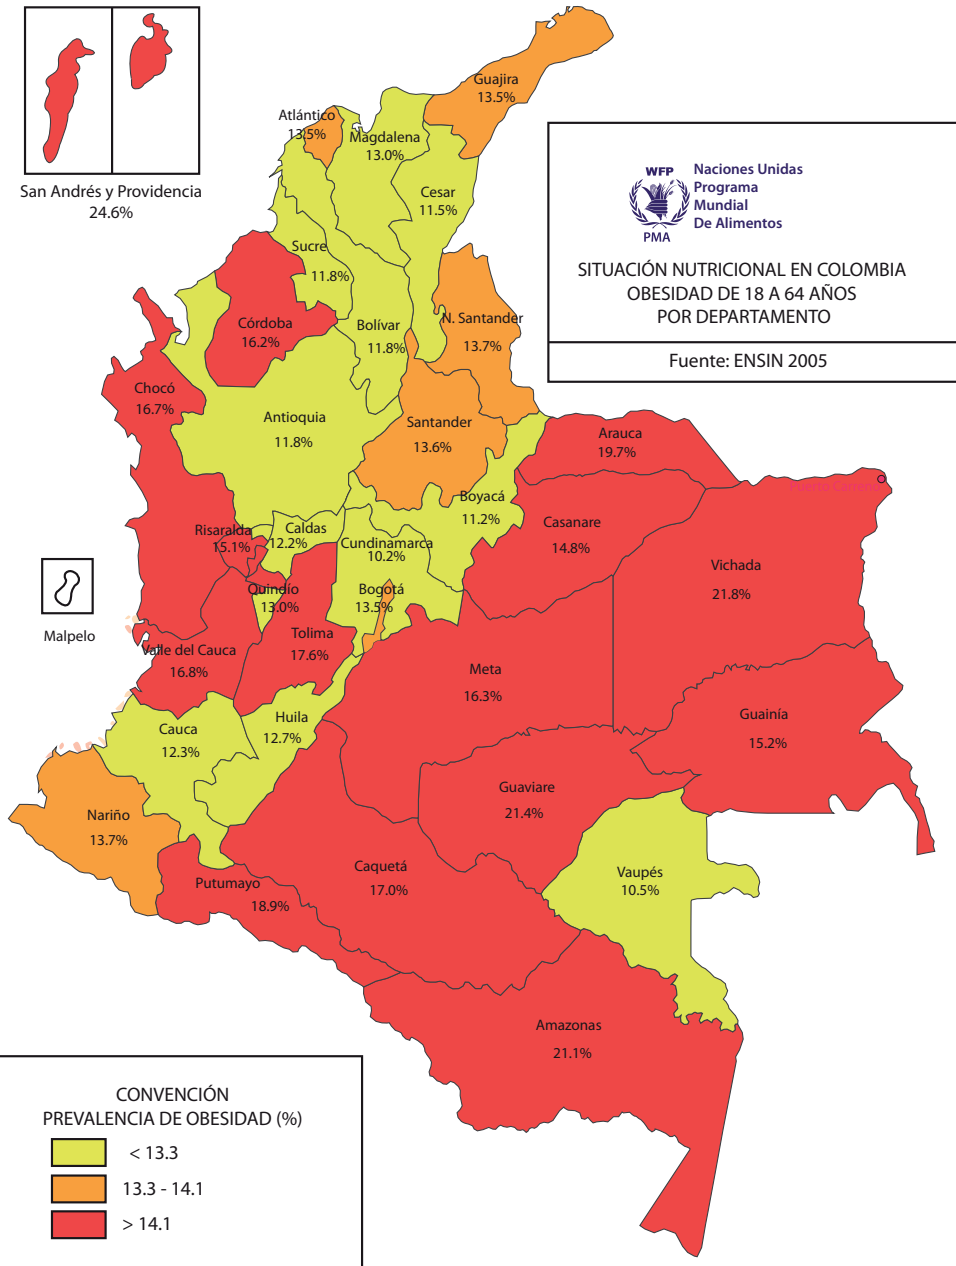 San Andrés y Providencia
24.6%
Guajira
13.5%
Atlántico
13.5%
Magdalena
13.0%
Cesar
11.5%
WFP
PMA
Naciones Unidas
Programa
Mundial
De Alimentos
SITUACIÓN NUTRICIONAL EN COLOMBIA
OBESIDAD DE 18 A 64 AÑOS
POR DEPARTAMENTO
Fuente: ENSIN 2005
Sucre
11.8%
Córdoba
16.2%
Bolívar
11.8%
N. Santander
13.7%
Chocó
16.7%
Antioquia
11.8%
Santander
13.6%
Arauca
19.7%
Puerto Carreño
Boyacá
11.2%
Casanare
14.8%
Risaralda
15.1%
Caldas
12.2%
Cundinamarca
10.2%
Vichada
21.8%
Quindío
13.0%
Bogotá
13.5%
Malpelo
Tolima
17.6%
Valle del Cauca
16.8%
Meta
16.3%
Guainía
15.2%
Huila
12.7%
Cauca
12.3%
Guaviare
21.4%
Nariño
13.7%
Caquetá
17.0%
Vaupés
10.5%
Putumayo
18.9%
Amazonas
21.1%
CONVENCIÓN
PREVALENCIA DE OBESIDAD (%)
< 13.3
13.3 - 14.1
> 14.1